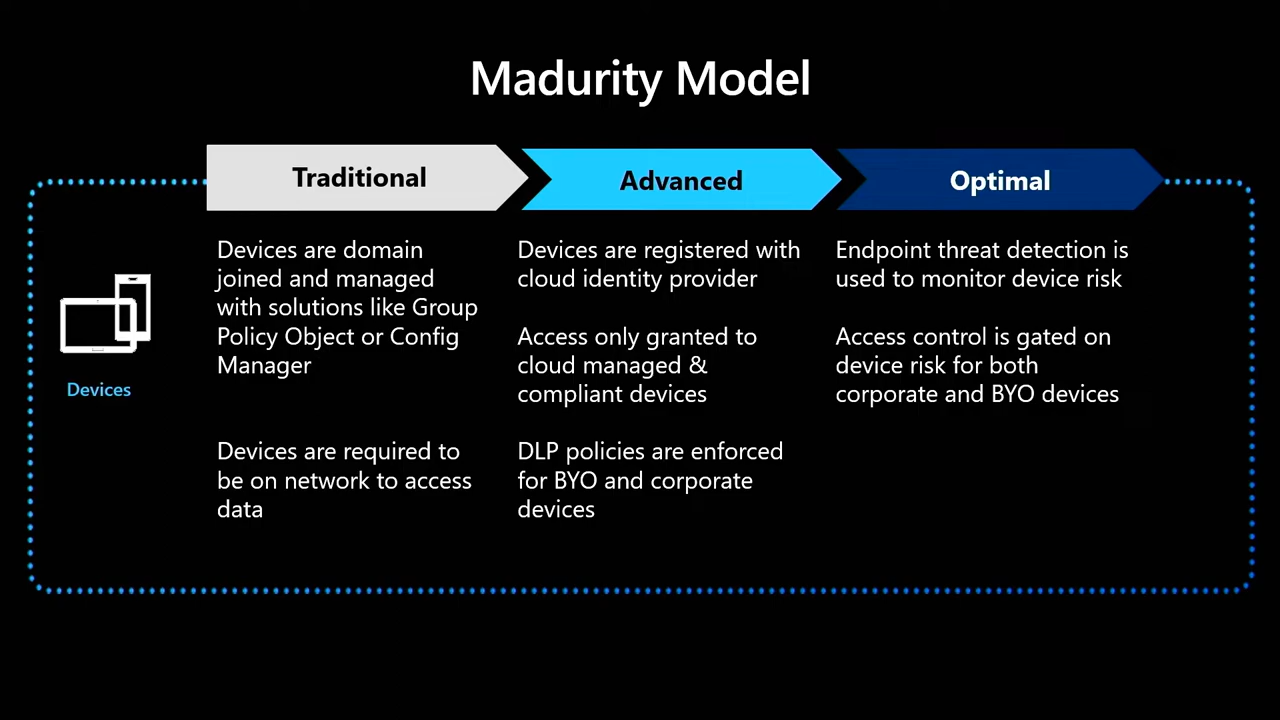 Madurity Model
Traditional
Advanced
Optimal
Devices
Devices are domain
joined and managed
with solutions like Group
Policy Object or Config
Manager
Devices are required to
be on network to access
data
Devices are registered with
cloud identity provider
Access only granted to
cloud managed &
compliant devices
DLP policies are enforced
for BYO and corporate
devices
Endpoint threat detection is
used to monitor device risk
Access control is gated on
device risk for both
corporate and BYO devices